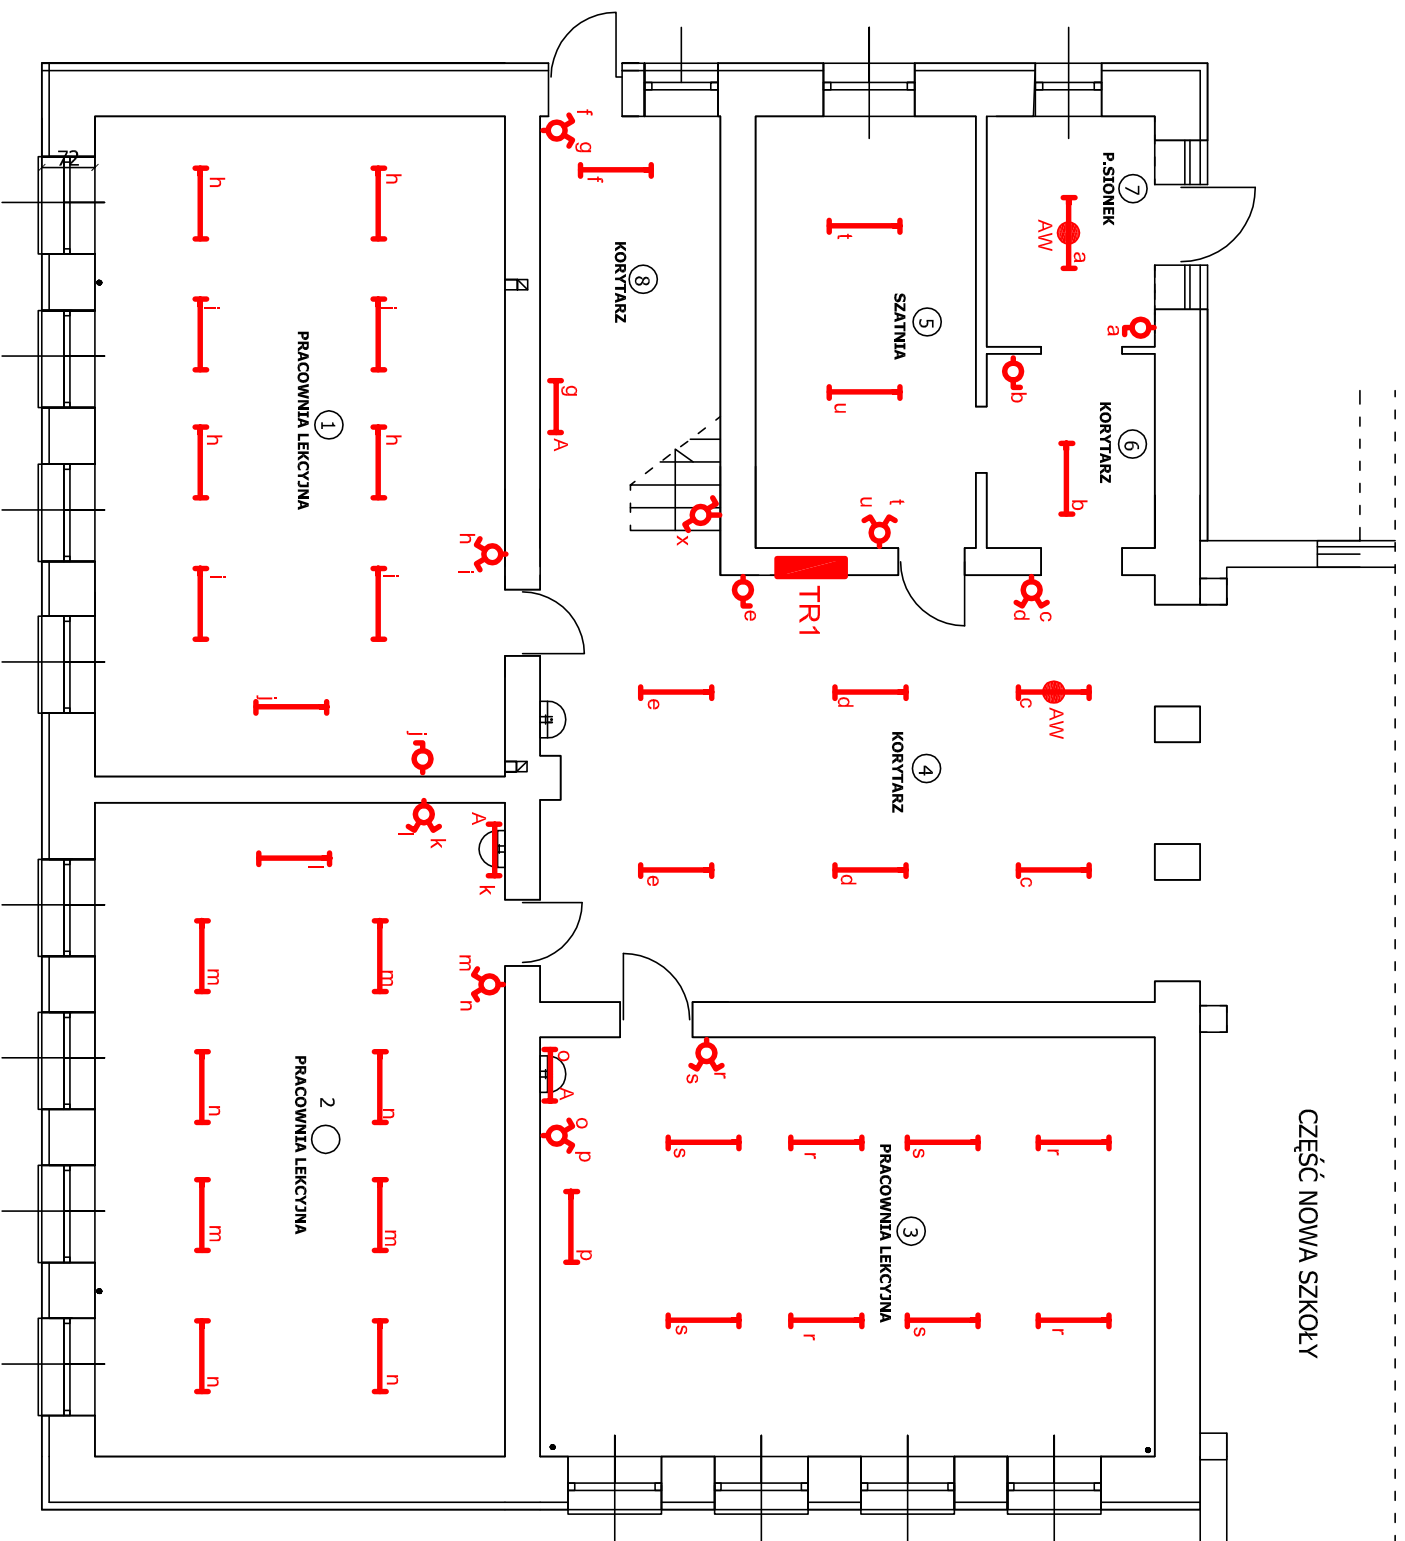 72
h
h
i
i
h
h
i
i
j
1
PRACOWNIA LEKCYJNA
h
i
j
f
g
f
8
KORYTARZ
g
A
x
t
5
SZATNIA
u
u
t
TR1
7
P.SIONEK
AW
a
a
b
6
KORYTARZ
b
e
d
c
e
d
c
AW
4
KORYTARZ
e
d
c
l
k
A
k
l
m
n
m
m
n
n
m
m
n
n
2
PRACOWNIA LEKCYJNA
o
A
o
p
p
s
r
s
r
s
r
3
PRACOWNIA LEKCYJNA
s
r
s
r
CZĘŚĆ NOWA SZKOŁY